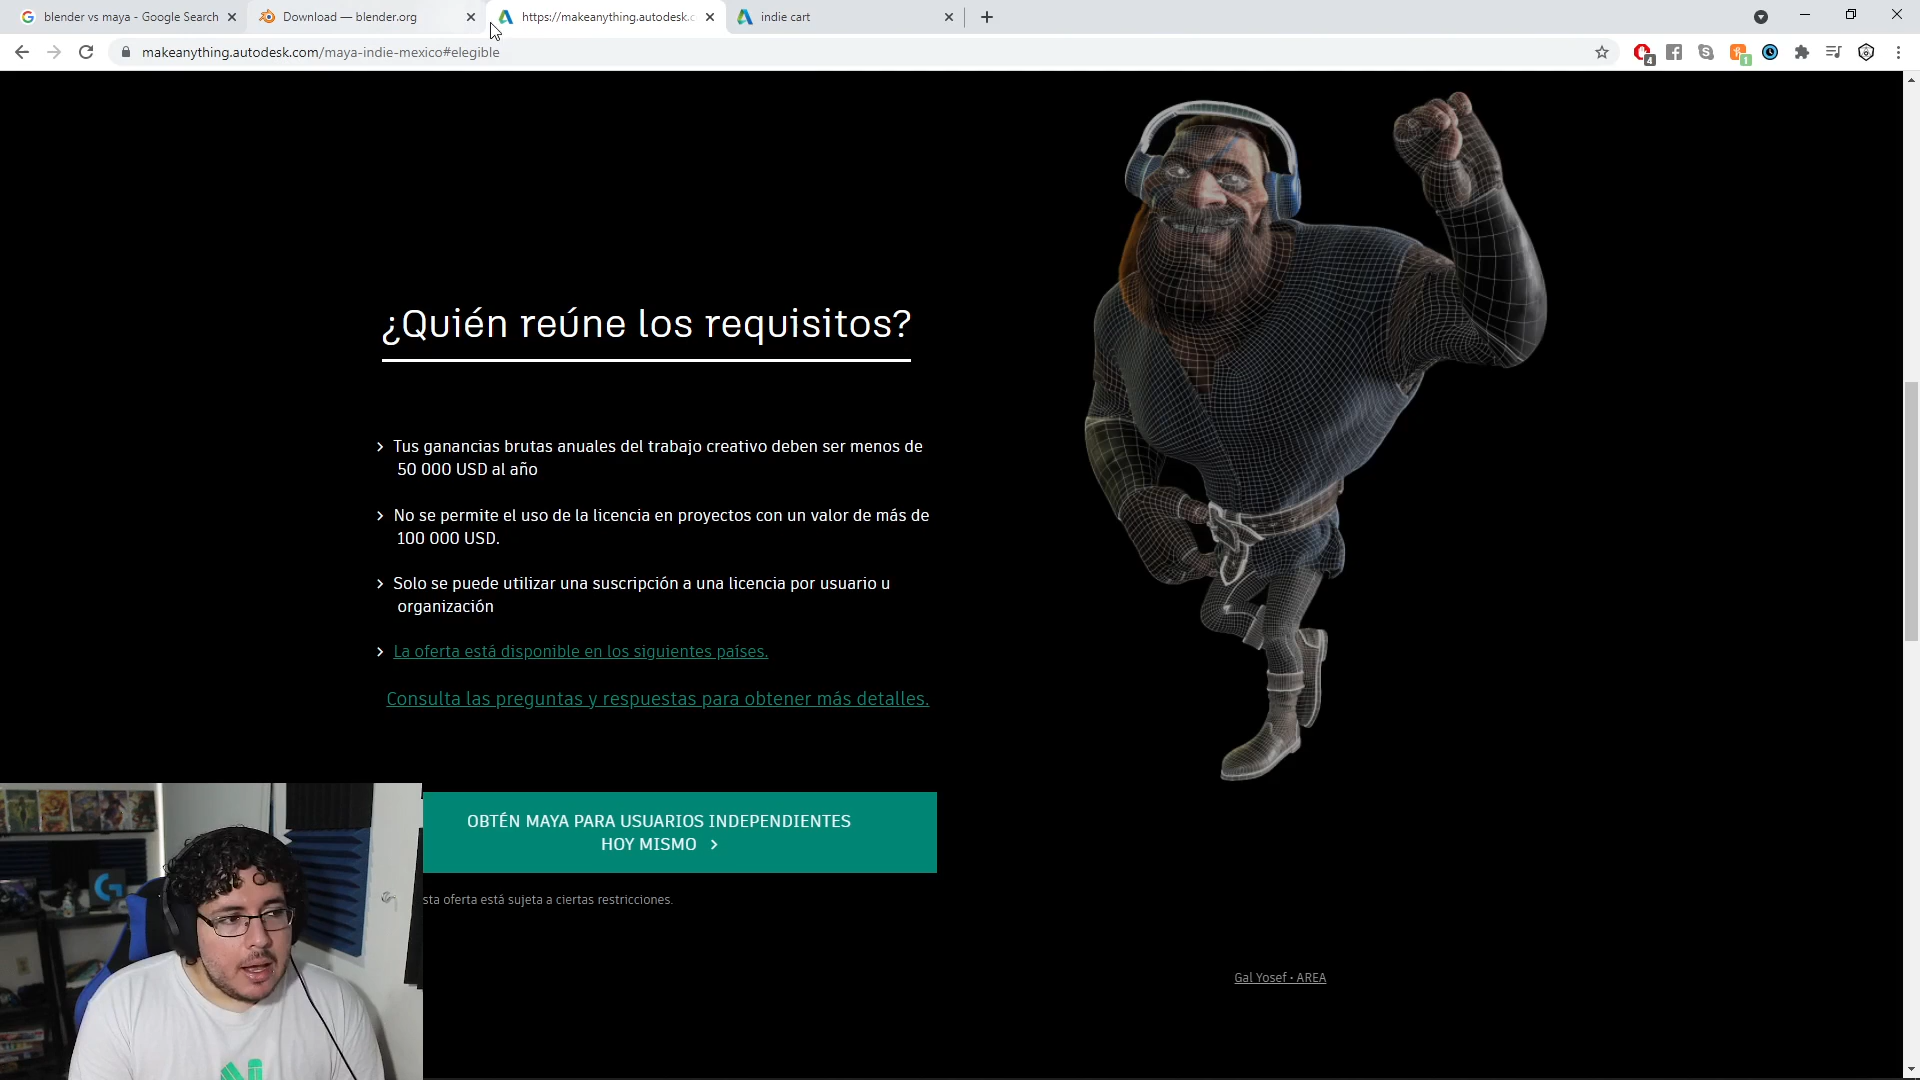 blender vs maya - Google Search
Download — blender.org
https://makeanything.autodesk.c
indie cart
makeanything.autodesk.com/maya-indie-mexico#elegible
4
1
¿Quién reúne los requisitos?
Tus ganancias brutas anuales del trabajo creativo deben ser menos de
50 000 USD al año
No se permite el uso de la licencia en proyectos con un valor de más de
100 000 USD.
Solo se puede utilizar una suscripción a una licencia por usuario u
organización
La oferta está disponible en los siguientes países.
Consulta las preguntas y respuestas para obtener más detalles.
OBTÉN MAYA PARA USUARIOS INDEPENDIENTES
HOY MISMO
sta oferta está sujeta a ciertas restricciones.
Gal Yosef - AREA